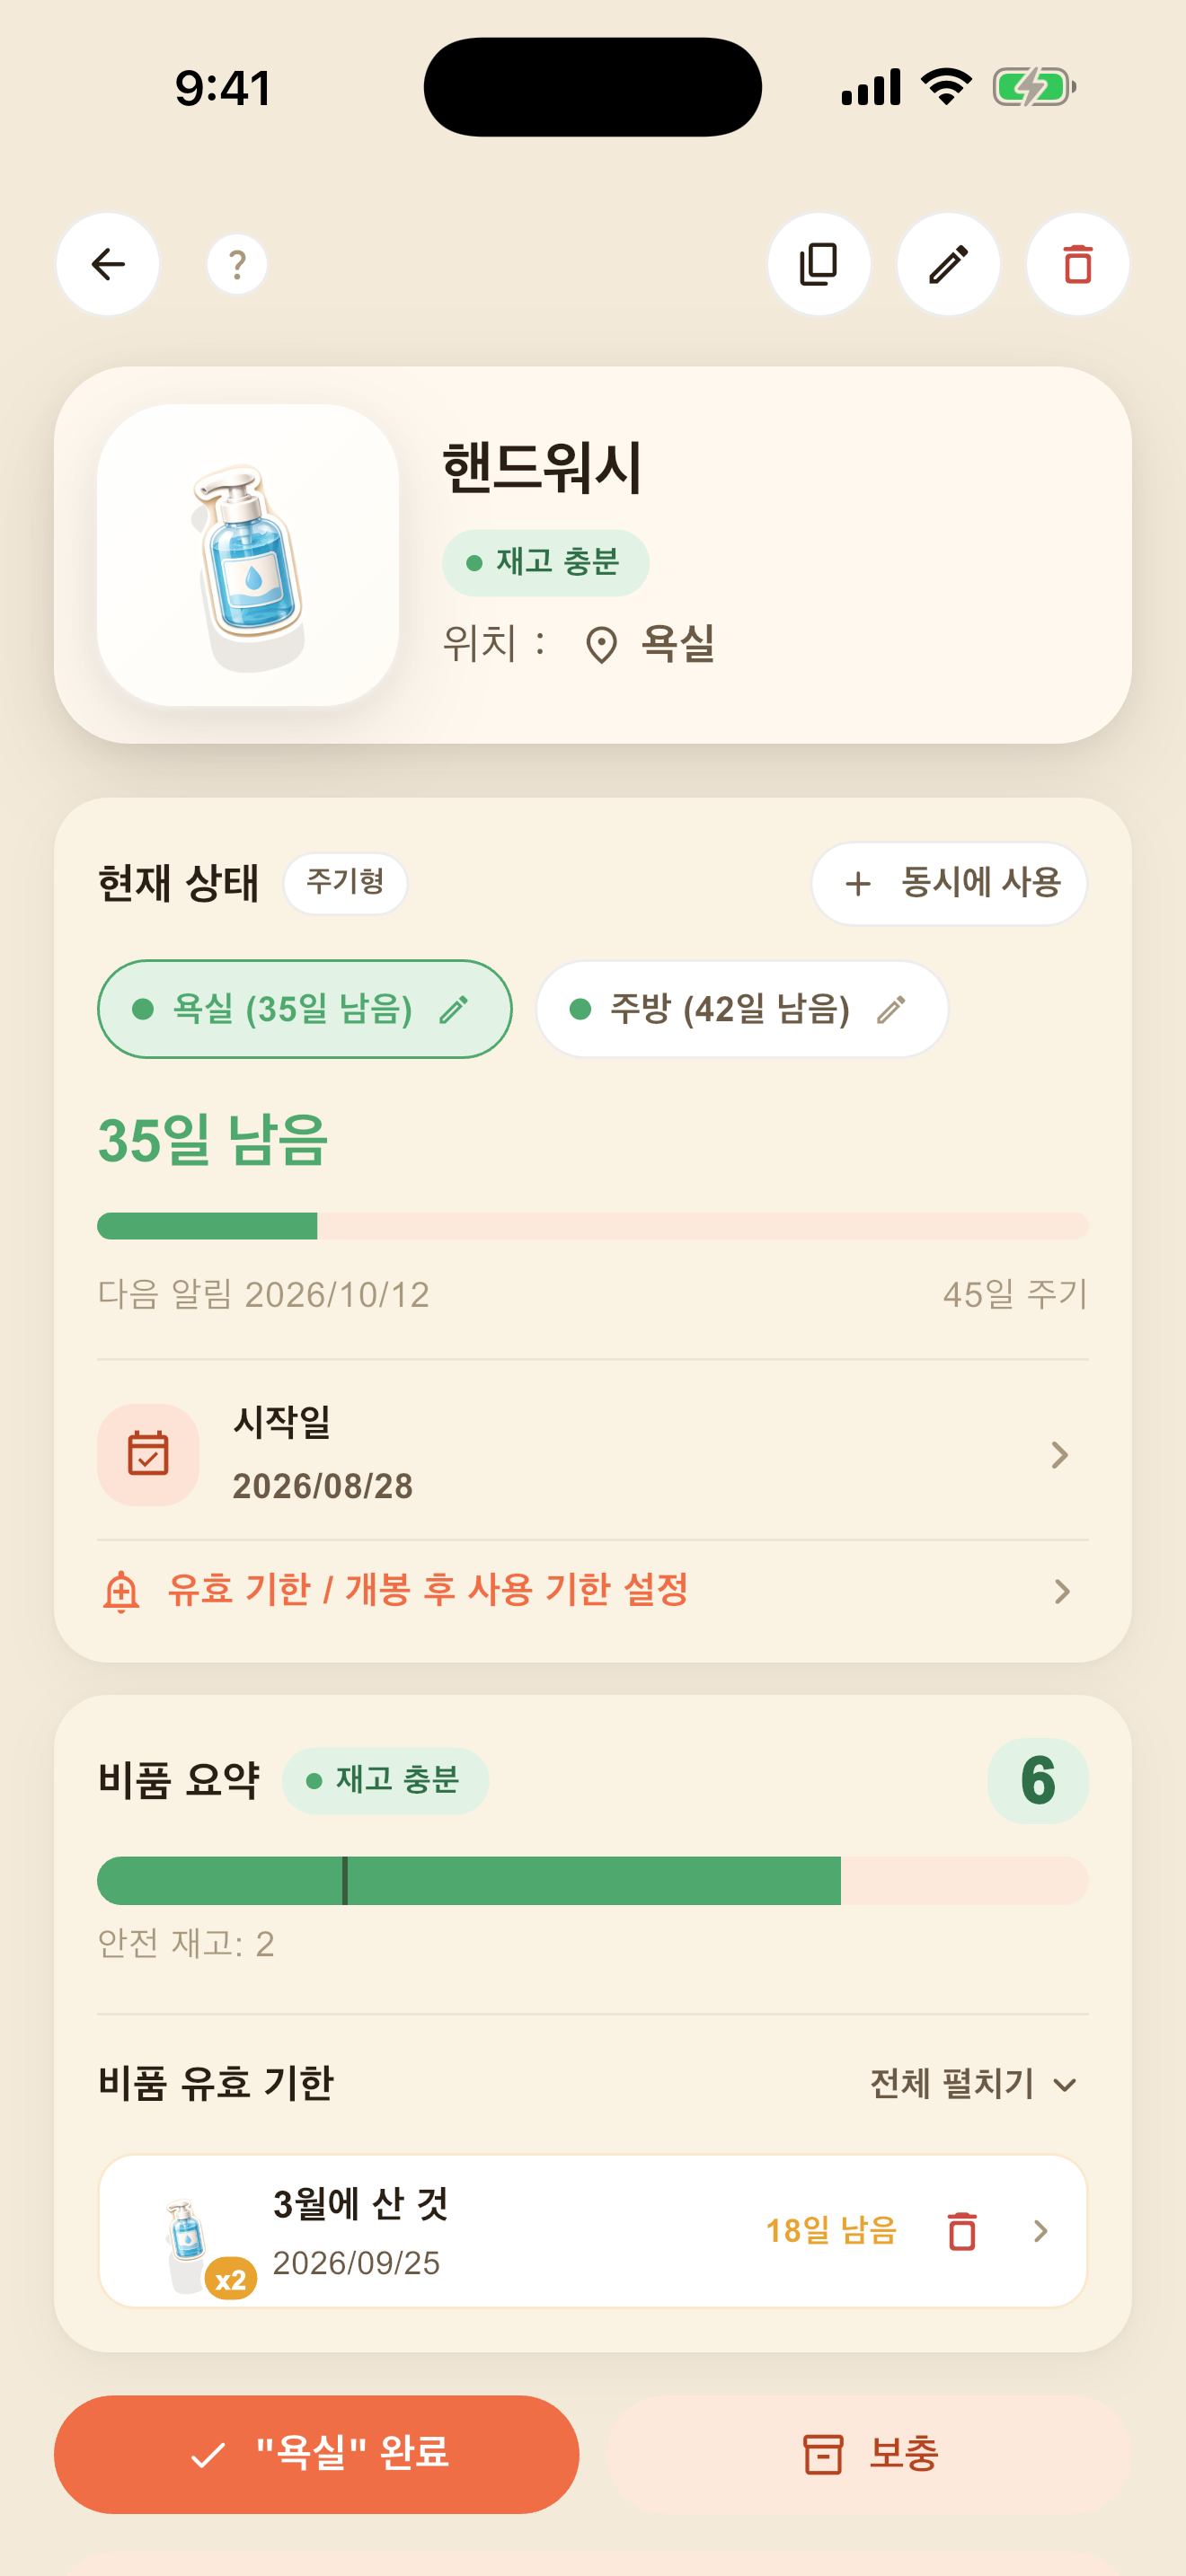 9:41
?
핸드워시
재고 충분
위치 : 욕실
현재 상태 주기형 + 동시에 사용
욕실 (35일 남음) 주방 (42일 남음)
35일 남음
다음 알림 2026/10/12 45일 주기
시작일
2026/08/28
유효 기한 / 개봉 후 사용 기한 설정
비품 요약 재고 충분 6
안전 재고: 2
비품 유효 기한 전체 펼치기
3월에 산 것
2026/09/25
18일 남음
x2
"욕실" 완료 보충